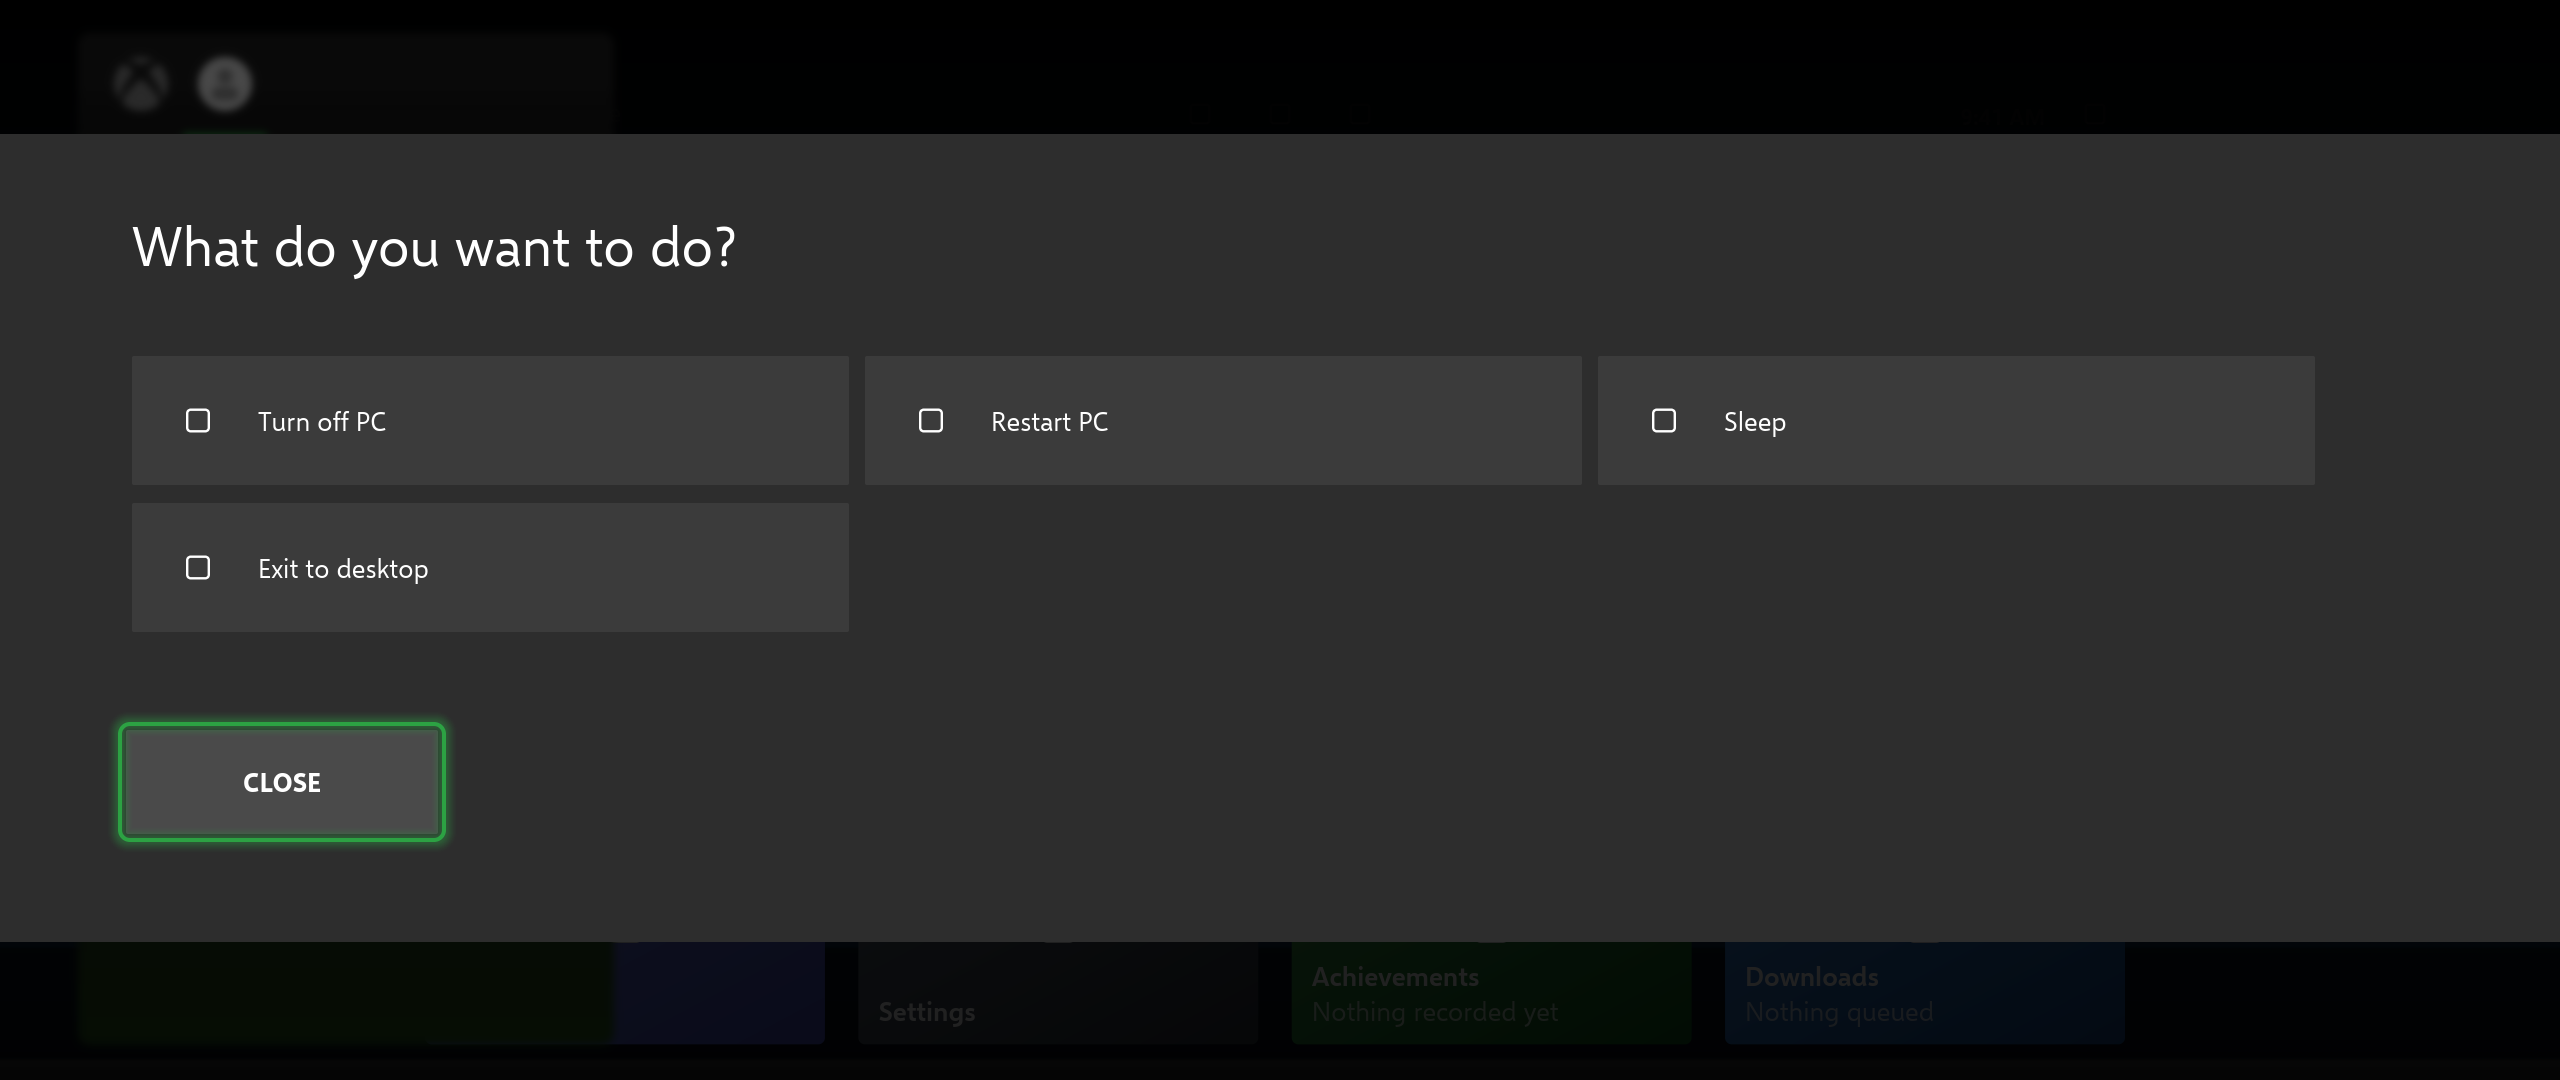 What do you want to do?
Turn off PC
Restart PC
Sleep
Exit to desktop
CLOSE
Settings
Achievements
Nothing recorded yet
Downloads
Nothing queued